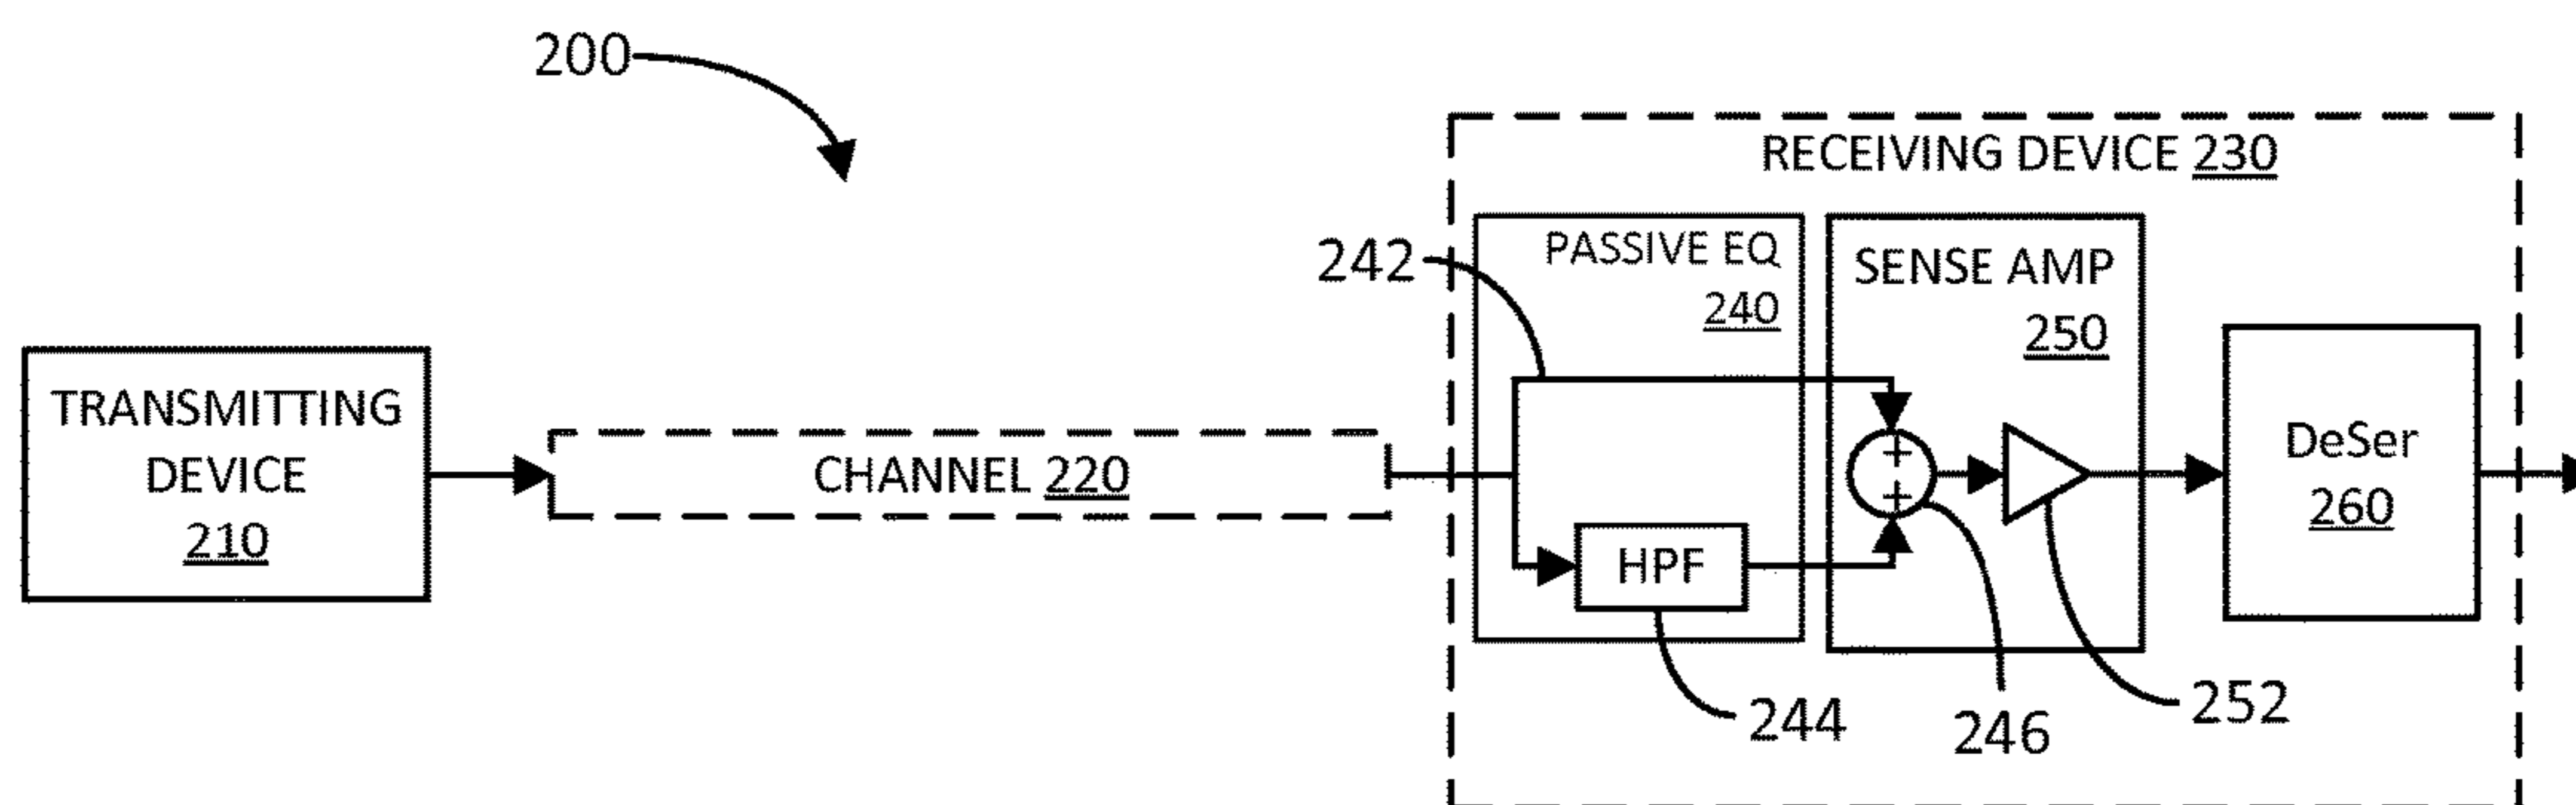 200
RECEIVING DEVICE 230
242
PASSIVE EQ
240
SENSE AMP
250
TRANSMITTING
DEVICE
210
CHANNEL 220
+
+
HPF
DeSer
260
244
246
252